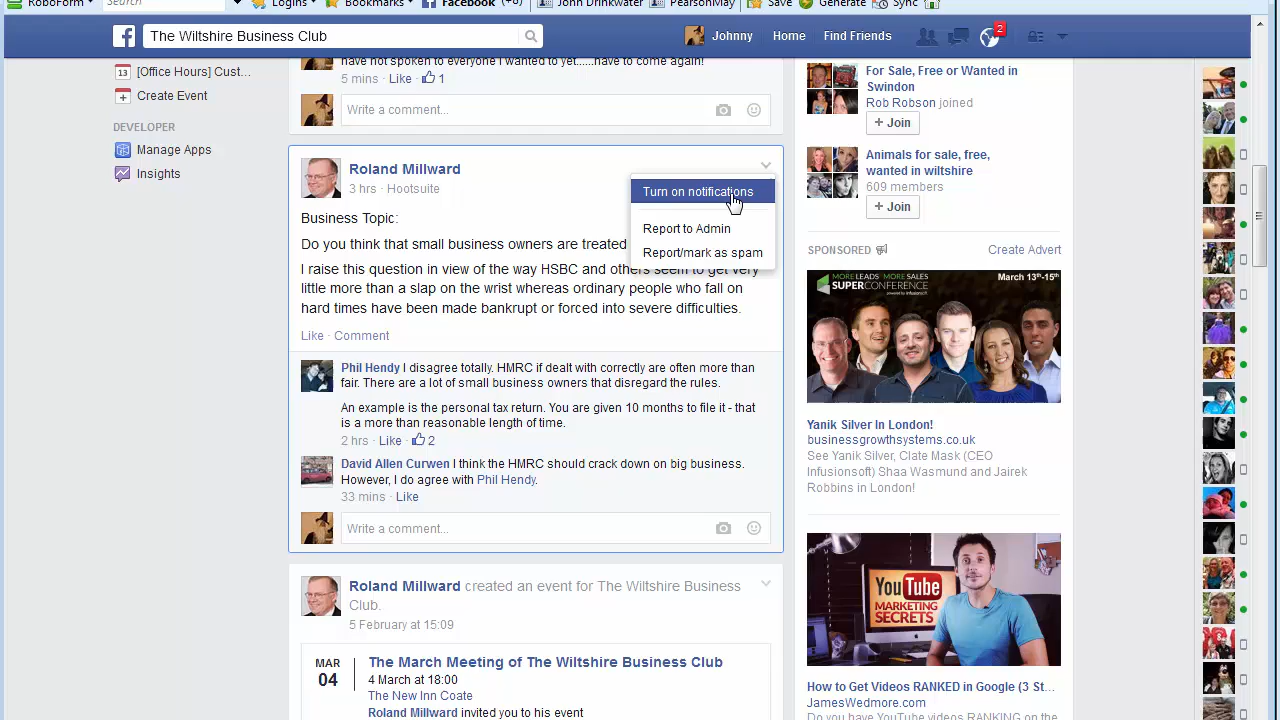 RoboForm Search Logins Bookmarks Facebook (+6) John Drinkwater PearsonMay Save Generate Sync
The Wiltshire Business Club
Johnny Home Find Friends 2
13 [Office Hours] Cust...
Create Event
DEVELOPER
Manage Apps
Insights
have not spoken to everyone I wanted to yet......have to come again!
5 mins · Like · 1
Write a comment...
Roland Millward
3 hrs · Hootsuite
Turn on notifications
Report to Admin
Report/mark as spam
Business Topic:
Do you think that small business owners are treated
I raise this question in view of the way HSBC and others seem to get very
little more than a slap on the wrist whereas ordinary people who fall on
hard times have been made bankrupt or forced into severe difficulties.
Like · Comment
Phil Hendy I disagree totally. HMRC if dealt with correctly are often more than
fair. There are a lot of small business owners that disregard the rules.
An example is the personal tax return. You are given 10 months to file it - that
is a more than reasonable length of time.
2 hrs · Like · 2
David Allen Curwen I think the HMRC should crack down on big business.
However, I do agree with Phil Hendy.
33 mins · Like
Write a comment...
Roland Millward created an event for The Wiltshire Business
Club.
5 February at 15:09
MAR
04
The March Meeting of The Wiltshire Business Club
4 March at 18:00
The New Inn Coate
Roland Millward invited you this event
For Sale, Free or Wanted in
Swindon
Rob Robson joined
+ Join
Animals for sale, free,
wanted in wiltshire
609 members
+ Join
SPONSORED Create Advert
MORE LEADS MORE SALES
SUPERCONFERENCE
powered by Infusionsoft
March 13th-15th
Yanik Silver In London!
businessgrowthsystems.co.uk
See Yanik Silver, Clate Mask (CEO
Infusionsoft) Shaa Wasmund and Jairek
Robbins in London!
YouTube
MARKETING
SECRETS
How to Get Videos RANKED in Google (3 St...
JamesWedmore.com
Do you have YouTube videos RANKING on the